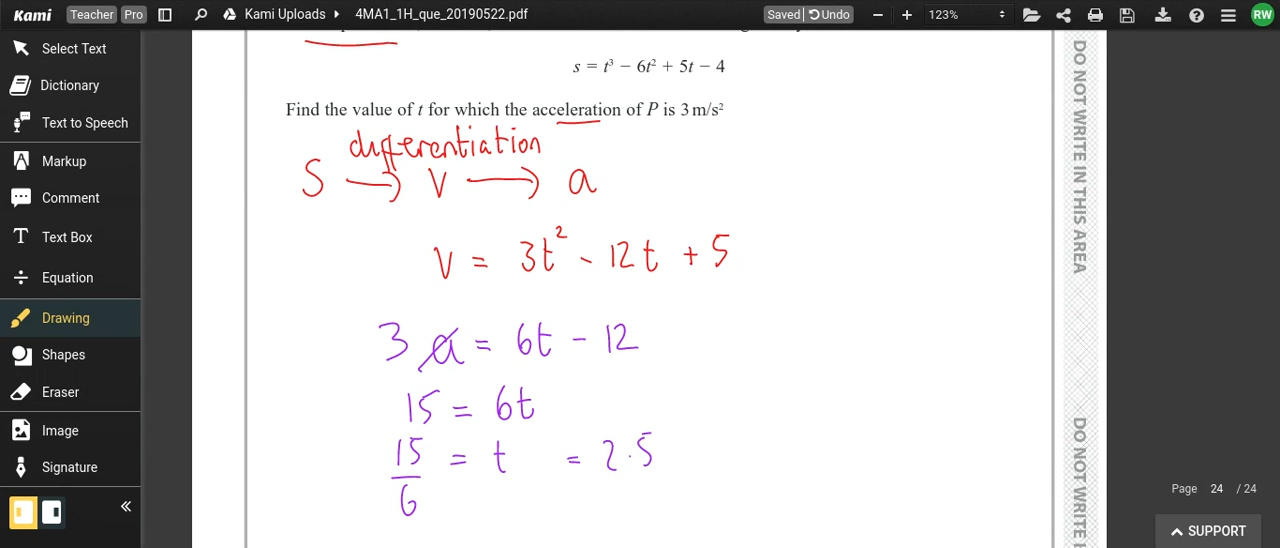 Kami Teacher Pro Kami Uploads > 4MA1_1H_que_20190522.pdf Saved Undo 123% RW
Select Text
Dictionary
Text to Speech
Markup
Comment
Text Box
Equation
Drawing
Shapes
Eraser
Image
Signature
s = t³ − 6t² + 5t − 4
Find the value of t for which the acceleration of P is 3 m/s²
differentiation
S → V → a
V = 3t² - 12t + 5
3 a = 6t - 12
15 = 6t
15/6 = t = 2.5
DO NOT WRITE IN THIS AREA
DO NOT WRITE I
Page 24 / 24
SUPPORT